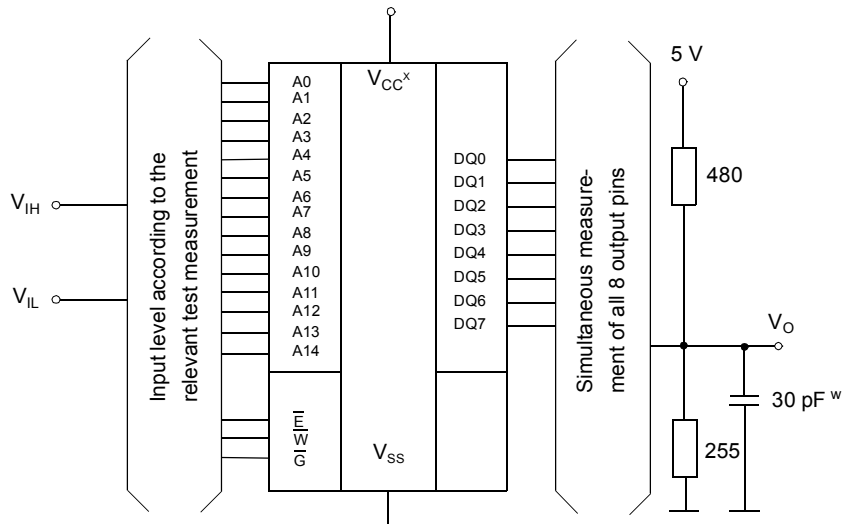 V_IH
V_IL
Input level according to the
relevant test measurement
V_CC^x
A0
A1
A2
A3
A4
A5
A6
A7
A8
A9
A10
A11
A12
A13
A14
E̅
W̅
G̅
V_SS
DQ0
DQ1
DQ2
DQ3
DQ4
DQ5
DQ6
DQ7
Simultaneous measure-
ment of all 8 output pins
5 V
480
V_O
30 pF ^w
255